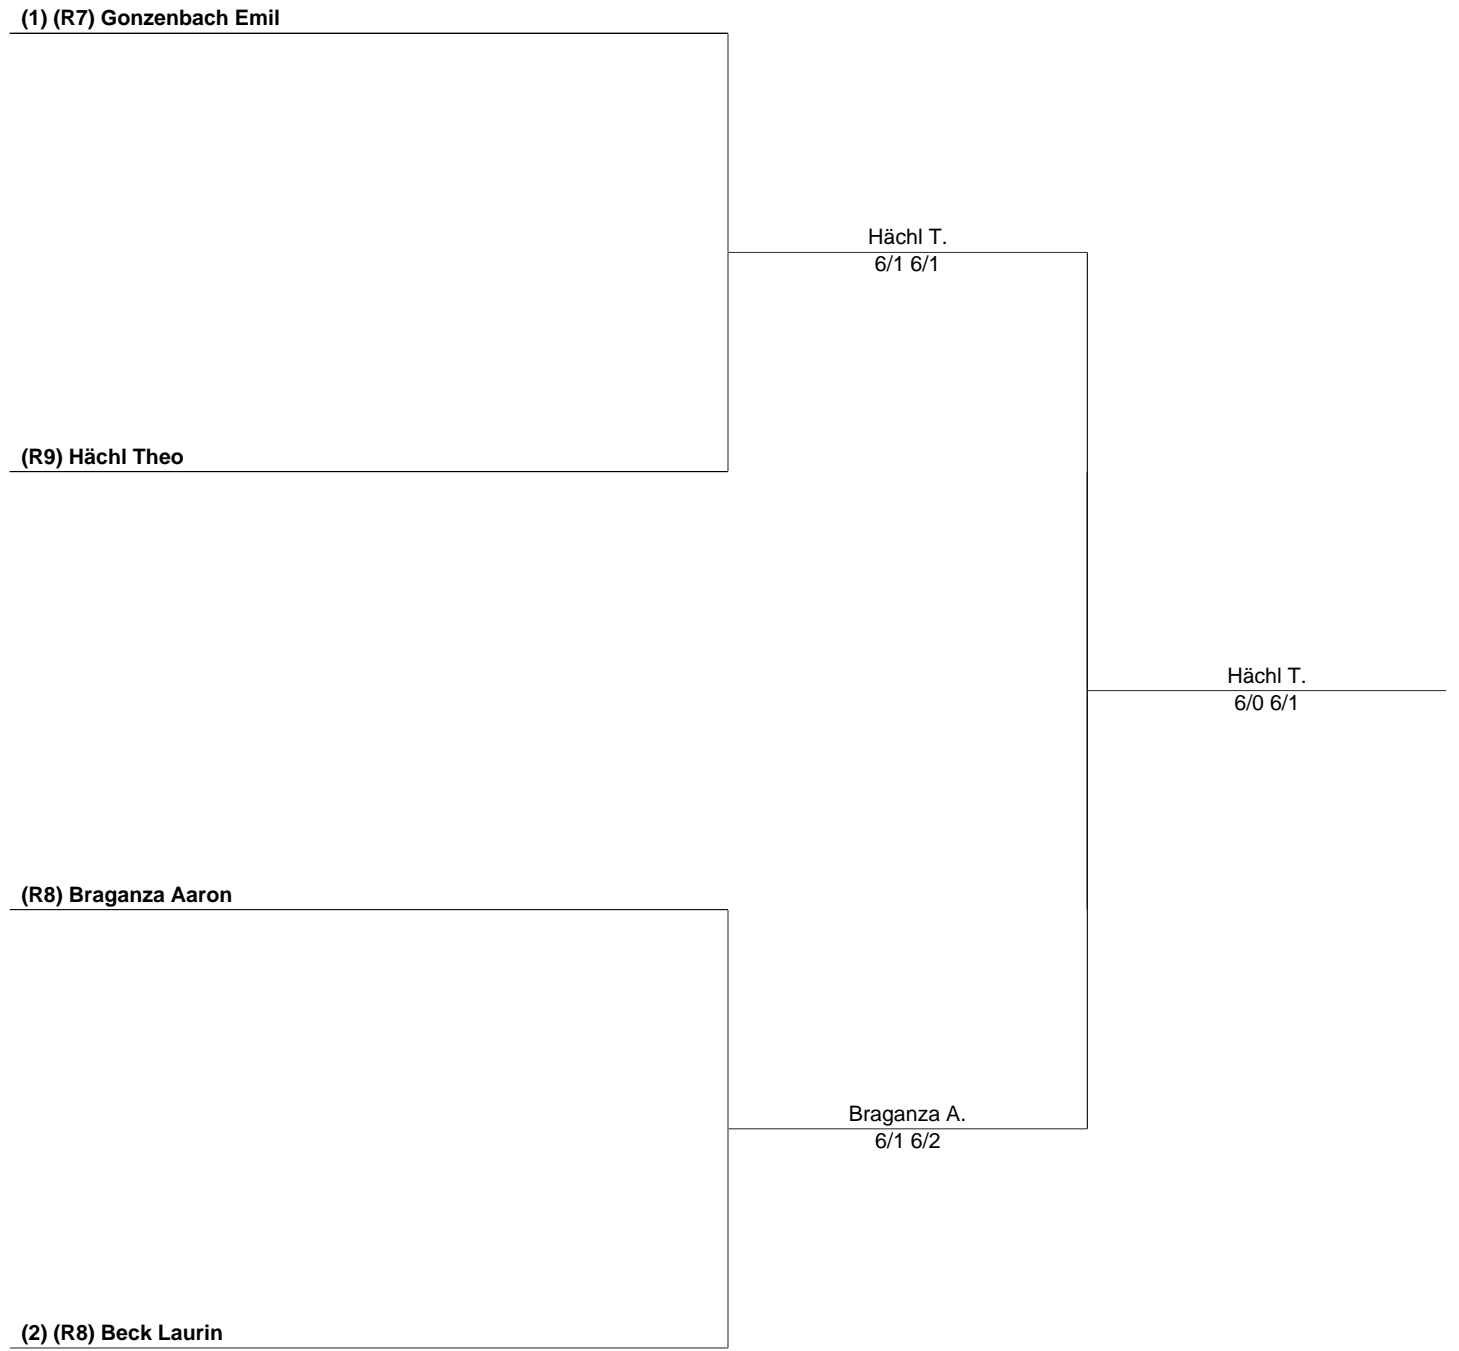 (1) (R7) Gonzenbach Emil
Hächl T.
6/1 6/1
(R9) Hächl Theo
Hächl T.
6/0 6/1
(R8) Braganza Aaron
Braganza A.
6/1 6/2
(2) (R8) Beck Laurin